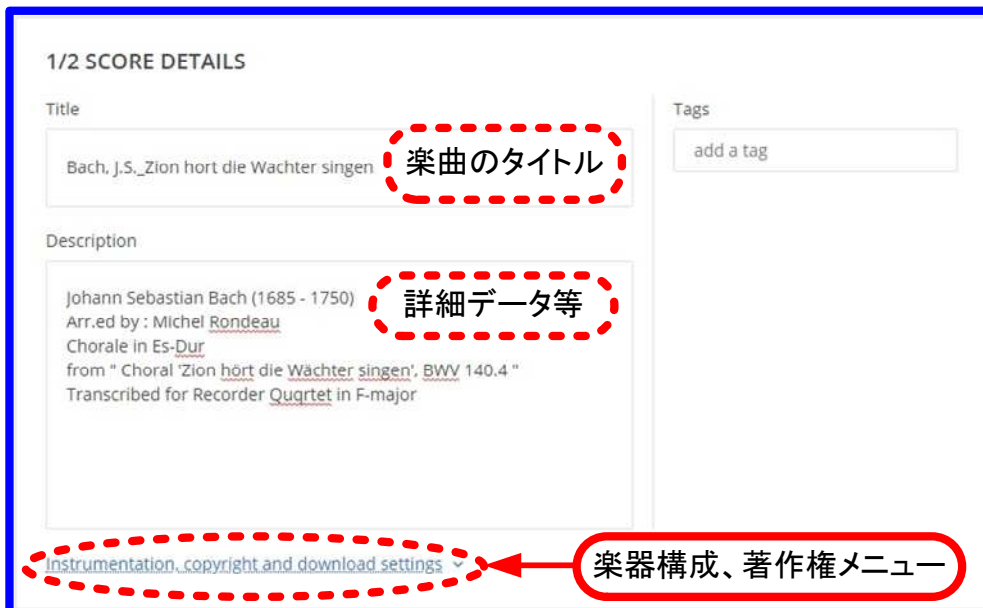 1/2 SCORE DETAILS
Title
Tags
Bach, J.S._Zion hort die Wachter singen
楽曲のタイトル
add a tag
Description
Johann Sebastian Bach (1685 - 1750)
詳細データ等
Arr.ed by : Michel Rondeau
Chorale in Es-Dur
from " Choral 'Zion hört die Wächter singen', BWV 140.4 "
Transcribed for Recorder Quqrtet in F-major
Instrumentation, copyright and download settings
楽器構成、著作権メニュー